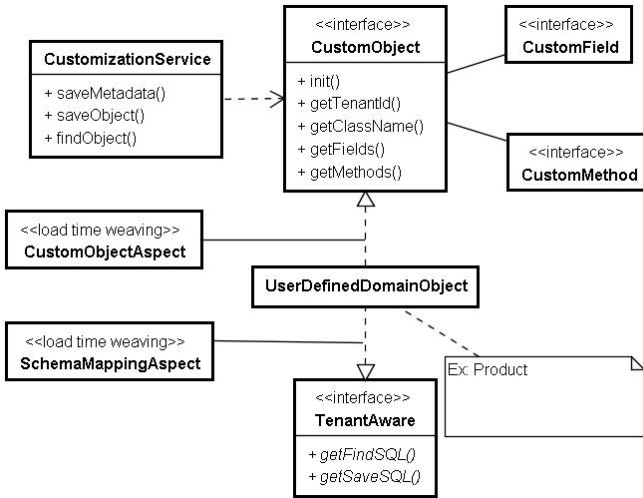 <<interface>>
CustomObject
+ init()
+ getTenantId()
+ getClassName()
+ getFields()
+ getMethods()
<<interface>>
CustomField
CustomizationService
+ saveMetadata()
+ saveObject()
+ findObject()
<<interface>>
CustomMethod
<<load time weaving>>
CustomObjectAspect
UserDefinedDomainObject
<<load time weaving>>
SchemaMappingAspect
Ex: Product
<<interface>>
TenantAware
+ getFindSQL()
+ getSaveSQL()